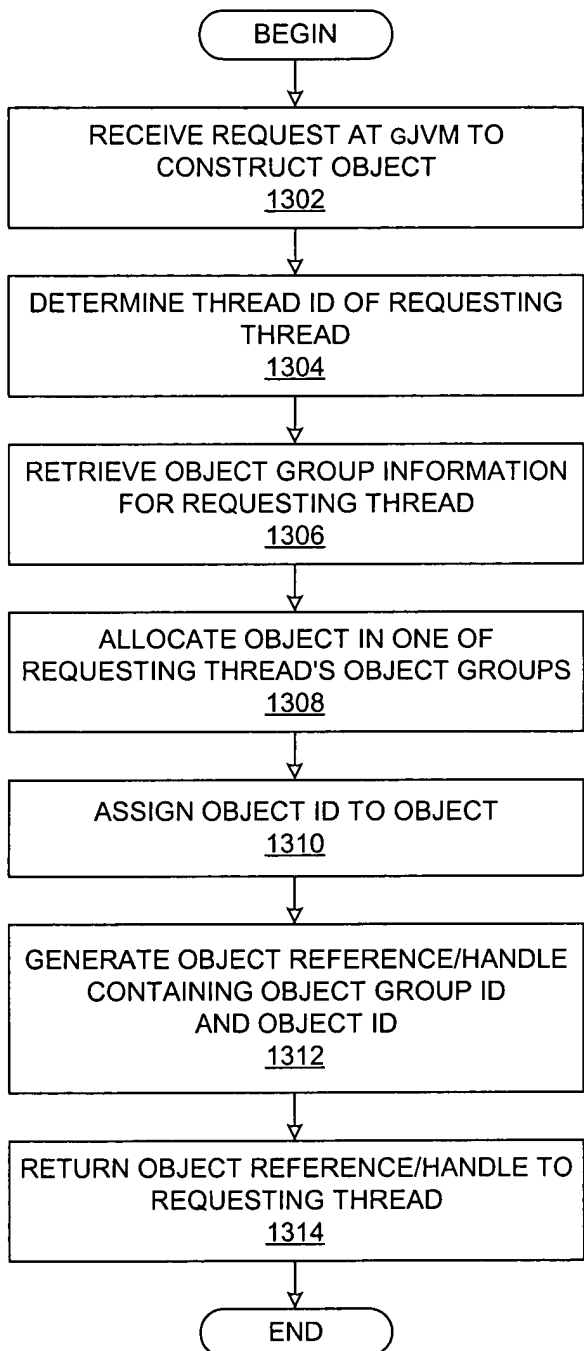 BEGIN
RECEIVE REQUEST AT GJVM TO
CONSTRUCT OBJECT
1302
DETERMINE THREAD ID OF REQUESTING
THREAD
1304
RETRIEVE OBJECT GROUP INFORMATION
FOR REQUESTING THREAD
1306
ALLOCATE OBJECT IN ONE OF
REQUESTING THREAD'S OBJECT GROUPS
1308
ASSIGN OBJECT ID TO OBJECT
1310
GENERATE OBJECT REFERENCE/HANDLE
CONTAINING OBJECT GROUP ID
AND OBJECT ID
1312
RETURN OBJECT REFERENCE/HANDLE TO
REQUESTING THREAD
1314
END